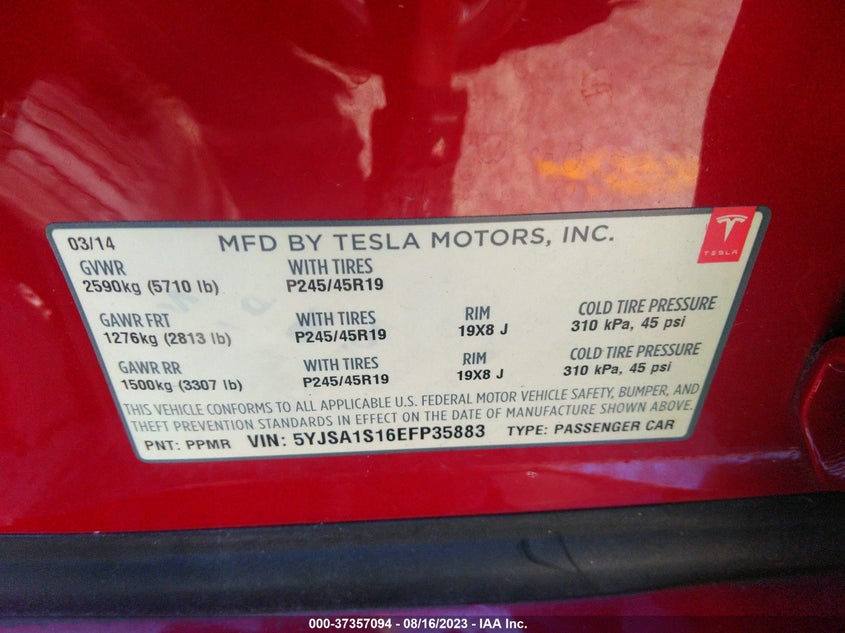 03/14 MFD BY TESLA MOTORS, INC.
TESLA
GVWR WITH TIRES
2590kg (5710 lb) P245/45R19
GAWR FRT WITH TIRES RIM COLD TIRE PRESSURE
1276kg (2813 lb) P245/45R19 19X8 J 310 kPa, 45 psi
GAWR RR WITH TIRES RIM COLD TIRE PRESSURE
1500kg (3307 lb) P245/45R19 19X8 J 310 kPa, 45 psi
THIS VEHICLE CONFORMS TO ALL APPLICABLE U.S. FEDERAL MOTOR VEHICLE SAFETY, BUMPER, AND
THEFT PREVENTION STANDARDS IN EFFECT ON THE DATE OF MANUFACTURE SHOWN ABOVE.
PNT: PPMR VIN: 5YJSA1S16EFP35883 TYPE: PASSENGER CAR
000-37357094 - 08/16/2023 - © IAA Inc.